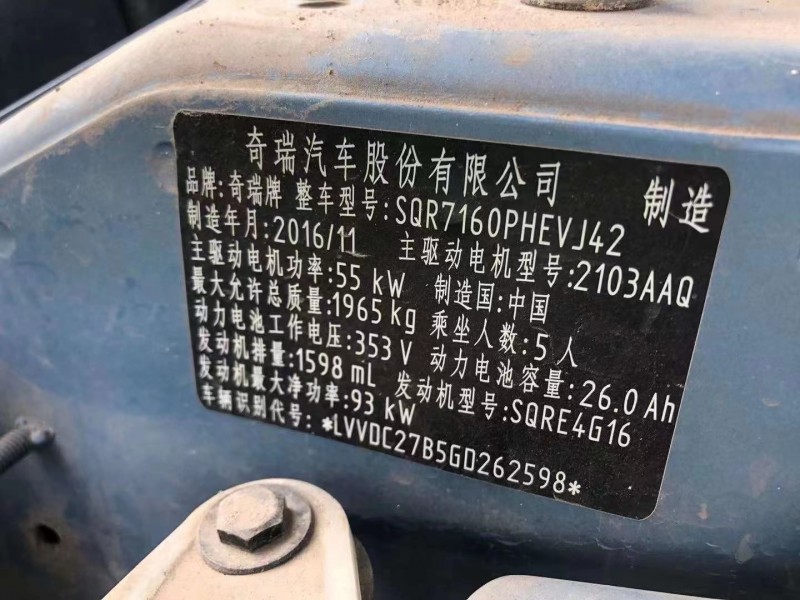 奇瑞汽车股份有限公司 制造
品牌:奇瑞牌 整车型号:SQR7160PHEVJ42
制造年月:2016/11 主驱动电机型号:2103AAQ
主驱动电机功率:55 kW 制造国:中国
最大允许总质量:1965 kg 乘坐人数:5 人
动力电池工作电压:353 V 动力电池容量:26.0 Ah
发动机排量:1598 mL 发动机型号:SQRE4G16
发动机最大净功率:93 kW
车辆识别代号:*LVVDC27B5GD262598*